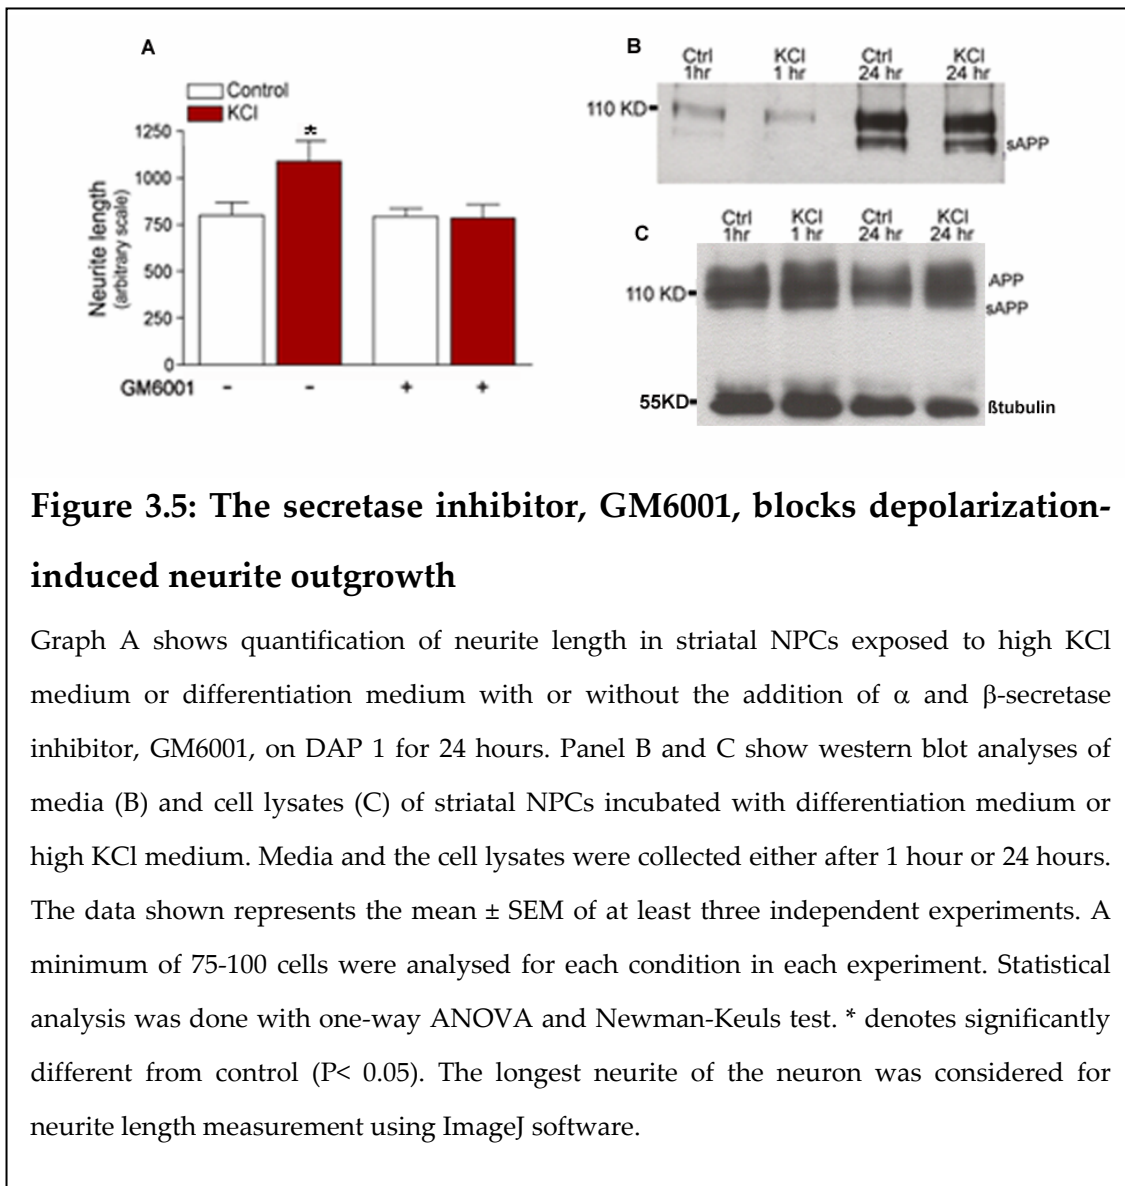 A
Control
KCl
*
1250
1000
750
500
250
0
Neurite length
(arbitrary scale)
GM6001 - - + +
B
Ctrl 1hr KCl 1 hr Ctrl 24 hr KCl 24 hr
110 KD
sAPP
C
Ctrl 1hr KCl 1 hr Ctrl 24 hr KCl 24 hr
110 KD
APP
sAPP
55KD
ßtubulin
Figure 3.5: The secretase inhibitor, GM6001, blocks depolarization-
induced neurite outgrowth
Graph A shows quantification of neurite length in striatal NPCs exposed to high KCl
medium or differentiation medium with or without the addition of α and β-secretase
inhibitor, GM6001, on DAP 1 for 24 hours. Panel B and C show western blot analyses of
media (B) and cell lysates (C) of striatal NPCs incubated with differentiation medium or
high KCl medium. Media and the cell lysates were collected either after 1 hour or 24 hours.
The data shown represents the mean ± SEM of at least three independent experiments. A
minimum of 75-100 cells were analysed for each condition in each experiment. Statistical
analysis was done with one-way ANOVA and Newman-Keuls test. * denotes significantly
different from control (P< 0.05). The longest neurite of the neuron was considered for
neurite length measurement using ImageJ software.